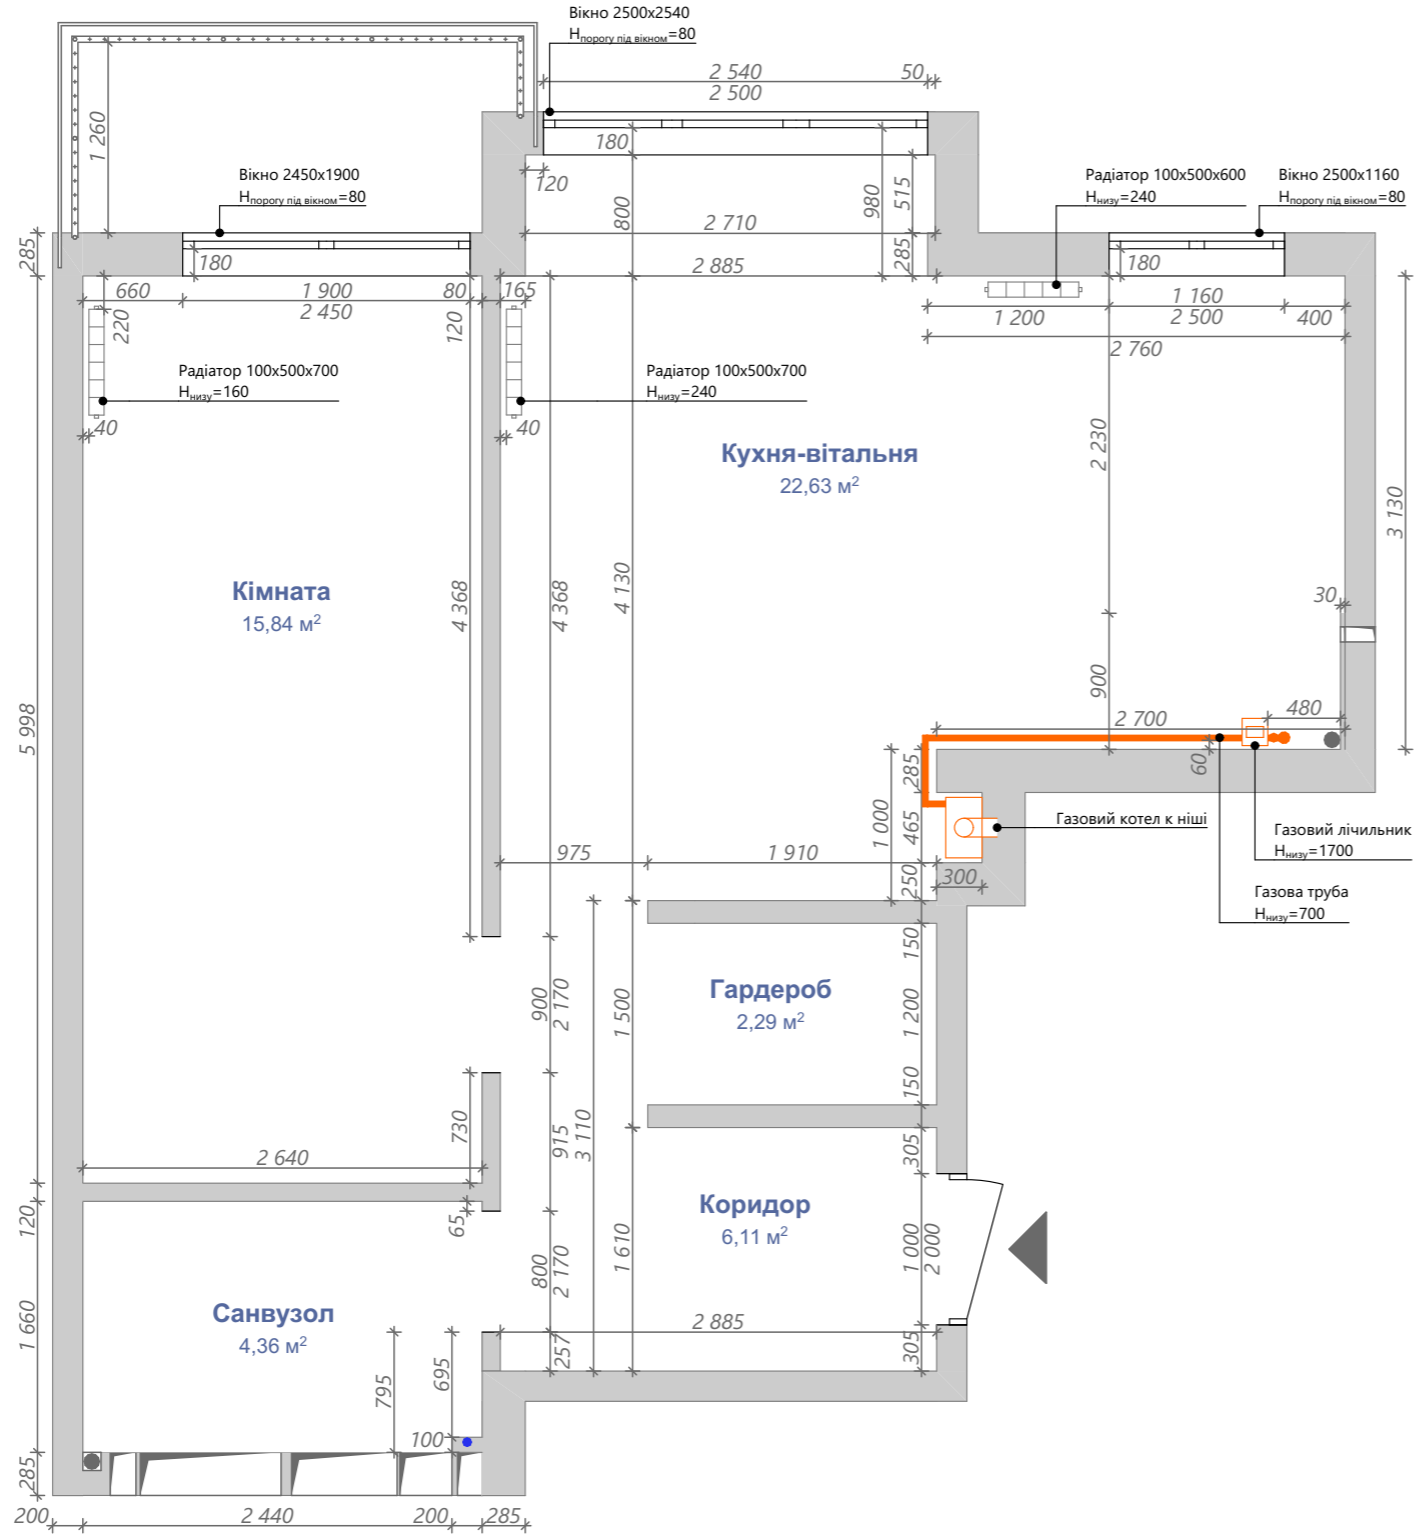 Вікно 2500х2540
Нпорогу під вікном=80
2 540
50
2 500
1 260
180
120
800
980
515
Вікно 2450х1900
Нпорогу під вікном=80
Радіатор 100х500х600
Ннизу=240
Вікно 2500х1160
Нпорогу під вікном=80
285
180
2 710
2 885
285
180
660
1 900
80
165
2 450
220
120
1 200
1 160
2 500
400
2 760
Радіатор 100х500х700
Ннизу=160
Радіатор 100х500х700
Ннизу=240
40
40
Кухня-вітальня
22,63 м²
2 230
3 130
Кімната
15,84 м²
4 368
4 368
4 130
30
900
5 998
2 700
480
285
60
1 000
465
Газовий котел к ніші
Газовий лічильник
Ннизу=1700
975
1 910
250
300
Газова труба
Ннизу=700
150
Гардероб
2,29 м²
900
2 170
1 500
1 200
150
730
915
3 110
305
2 640
120
65
Коридор
6,11 м²
800
2 170
1 610
1 000
2 000
Санвузол
4,36 м²
1 660
2 885
257
305
795
695
100
285
200
2 440
200
285